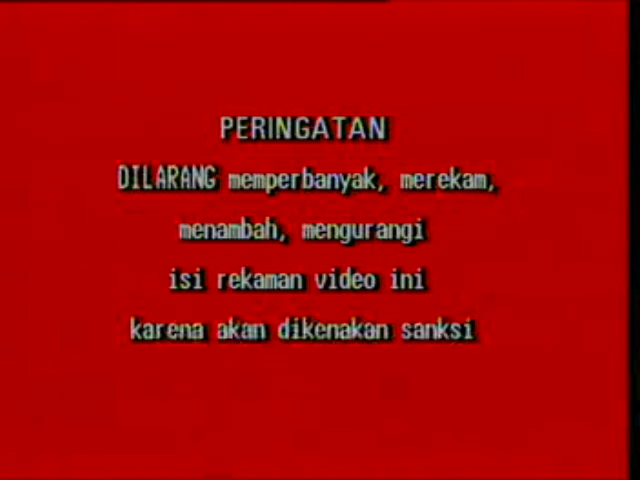 PERINGATAN
DILARANG memperbanyak, merekam,
menambah, mengurangi
isi rekaman video ini
karena akan dikenakan sanksi